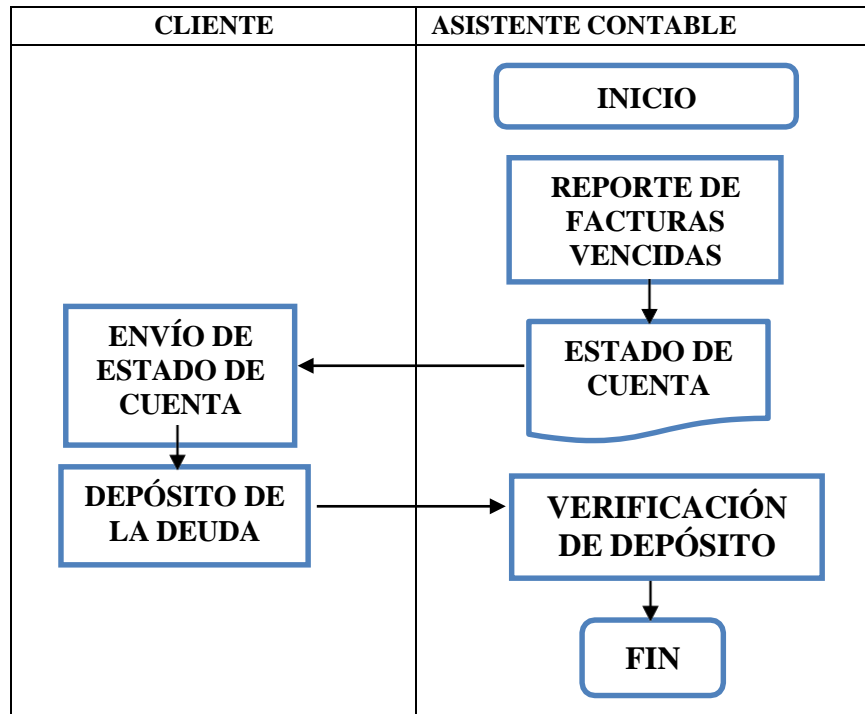 CLIENTE
ASISTENTE CONTABLE
INICIO
REPORTE DE
FACTURAS
VENCIDAS
ESTADO DE
CUENTA
ENVÍO DE
ESTADO DE
CUENTA
DEPÓSITO DE
LA DEUDA
VERIFICACIÓN
DE DEPÓSITO
FIN